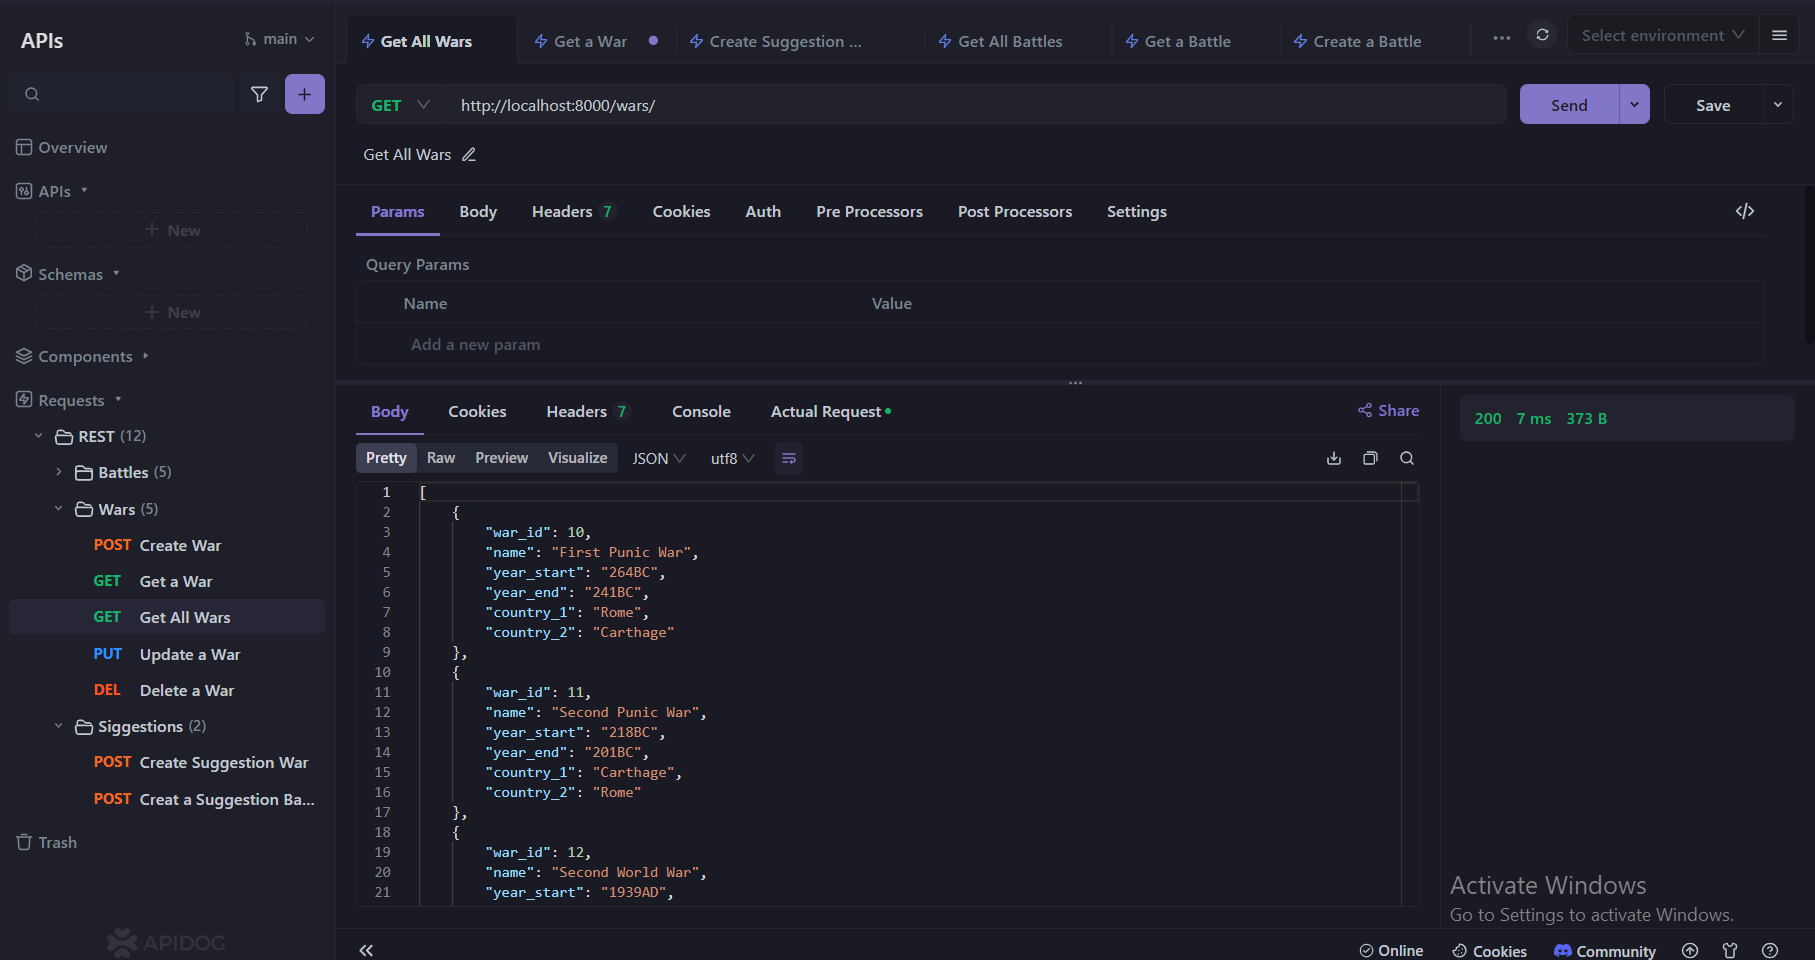 APIs
main
Overview
APIs
+ New
Schemas
+ New
Components
Requests
REST (12)
Battles (5)
Wars (5)
POST Create War
GET Get a War
GET Get All Wars
PUT Update a War
DEL Delete a War
Siggestions (2)
POST Create Suggestion War
POST Creat a Suggestion Ba...
Trash
APIDOG
Get All Wars
Get a War
Create Suggestion ...
Get All Battles
Get a Battle
Create a Battle
Select environment
GET http://localhost:8000/wars/
Send
Save
Get All Wars
Params Body Headers 7 Cookies Auth Pre Processors Post Processors Settings
Query Params
Name Value
Add a new param
Body Cookies Headers 7 Console Actual Request
Share
200 7 ms 373 B
Pretty Raw Preview Visualize JSON utf8
1 [
2 {
3 "war_id": 10,
4 "name": "First Punic War",
5 "year_start": "264BC",
6 "year_end": "241BC",
7 "country_1": "Rome",
8 "country_2": "Carthage"
9 },
10 {
11 "war_id": 11,
12 "name": "Second Punic War",
13 "year_start": "218BC",
14 "year_end": "201BC",
15 "country_1": "Carthage",
16 "country_2": "Rome"
17 },
18 {
19 "war_id": 12,
20 "name": "Second World War",
21 "year_start": "1939AD",
Activate Windows
Go to Settings to activate Windows.
Online Cookies Community